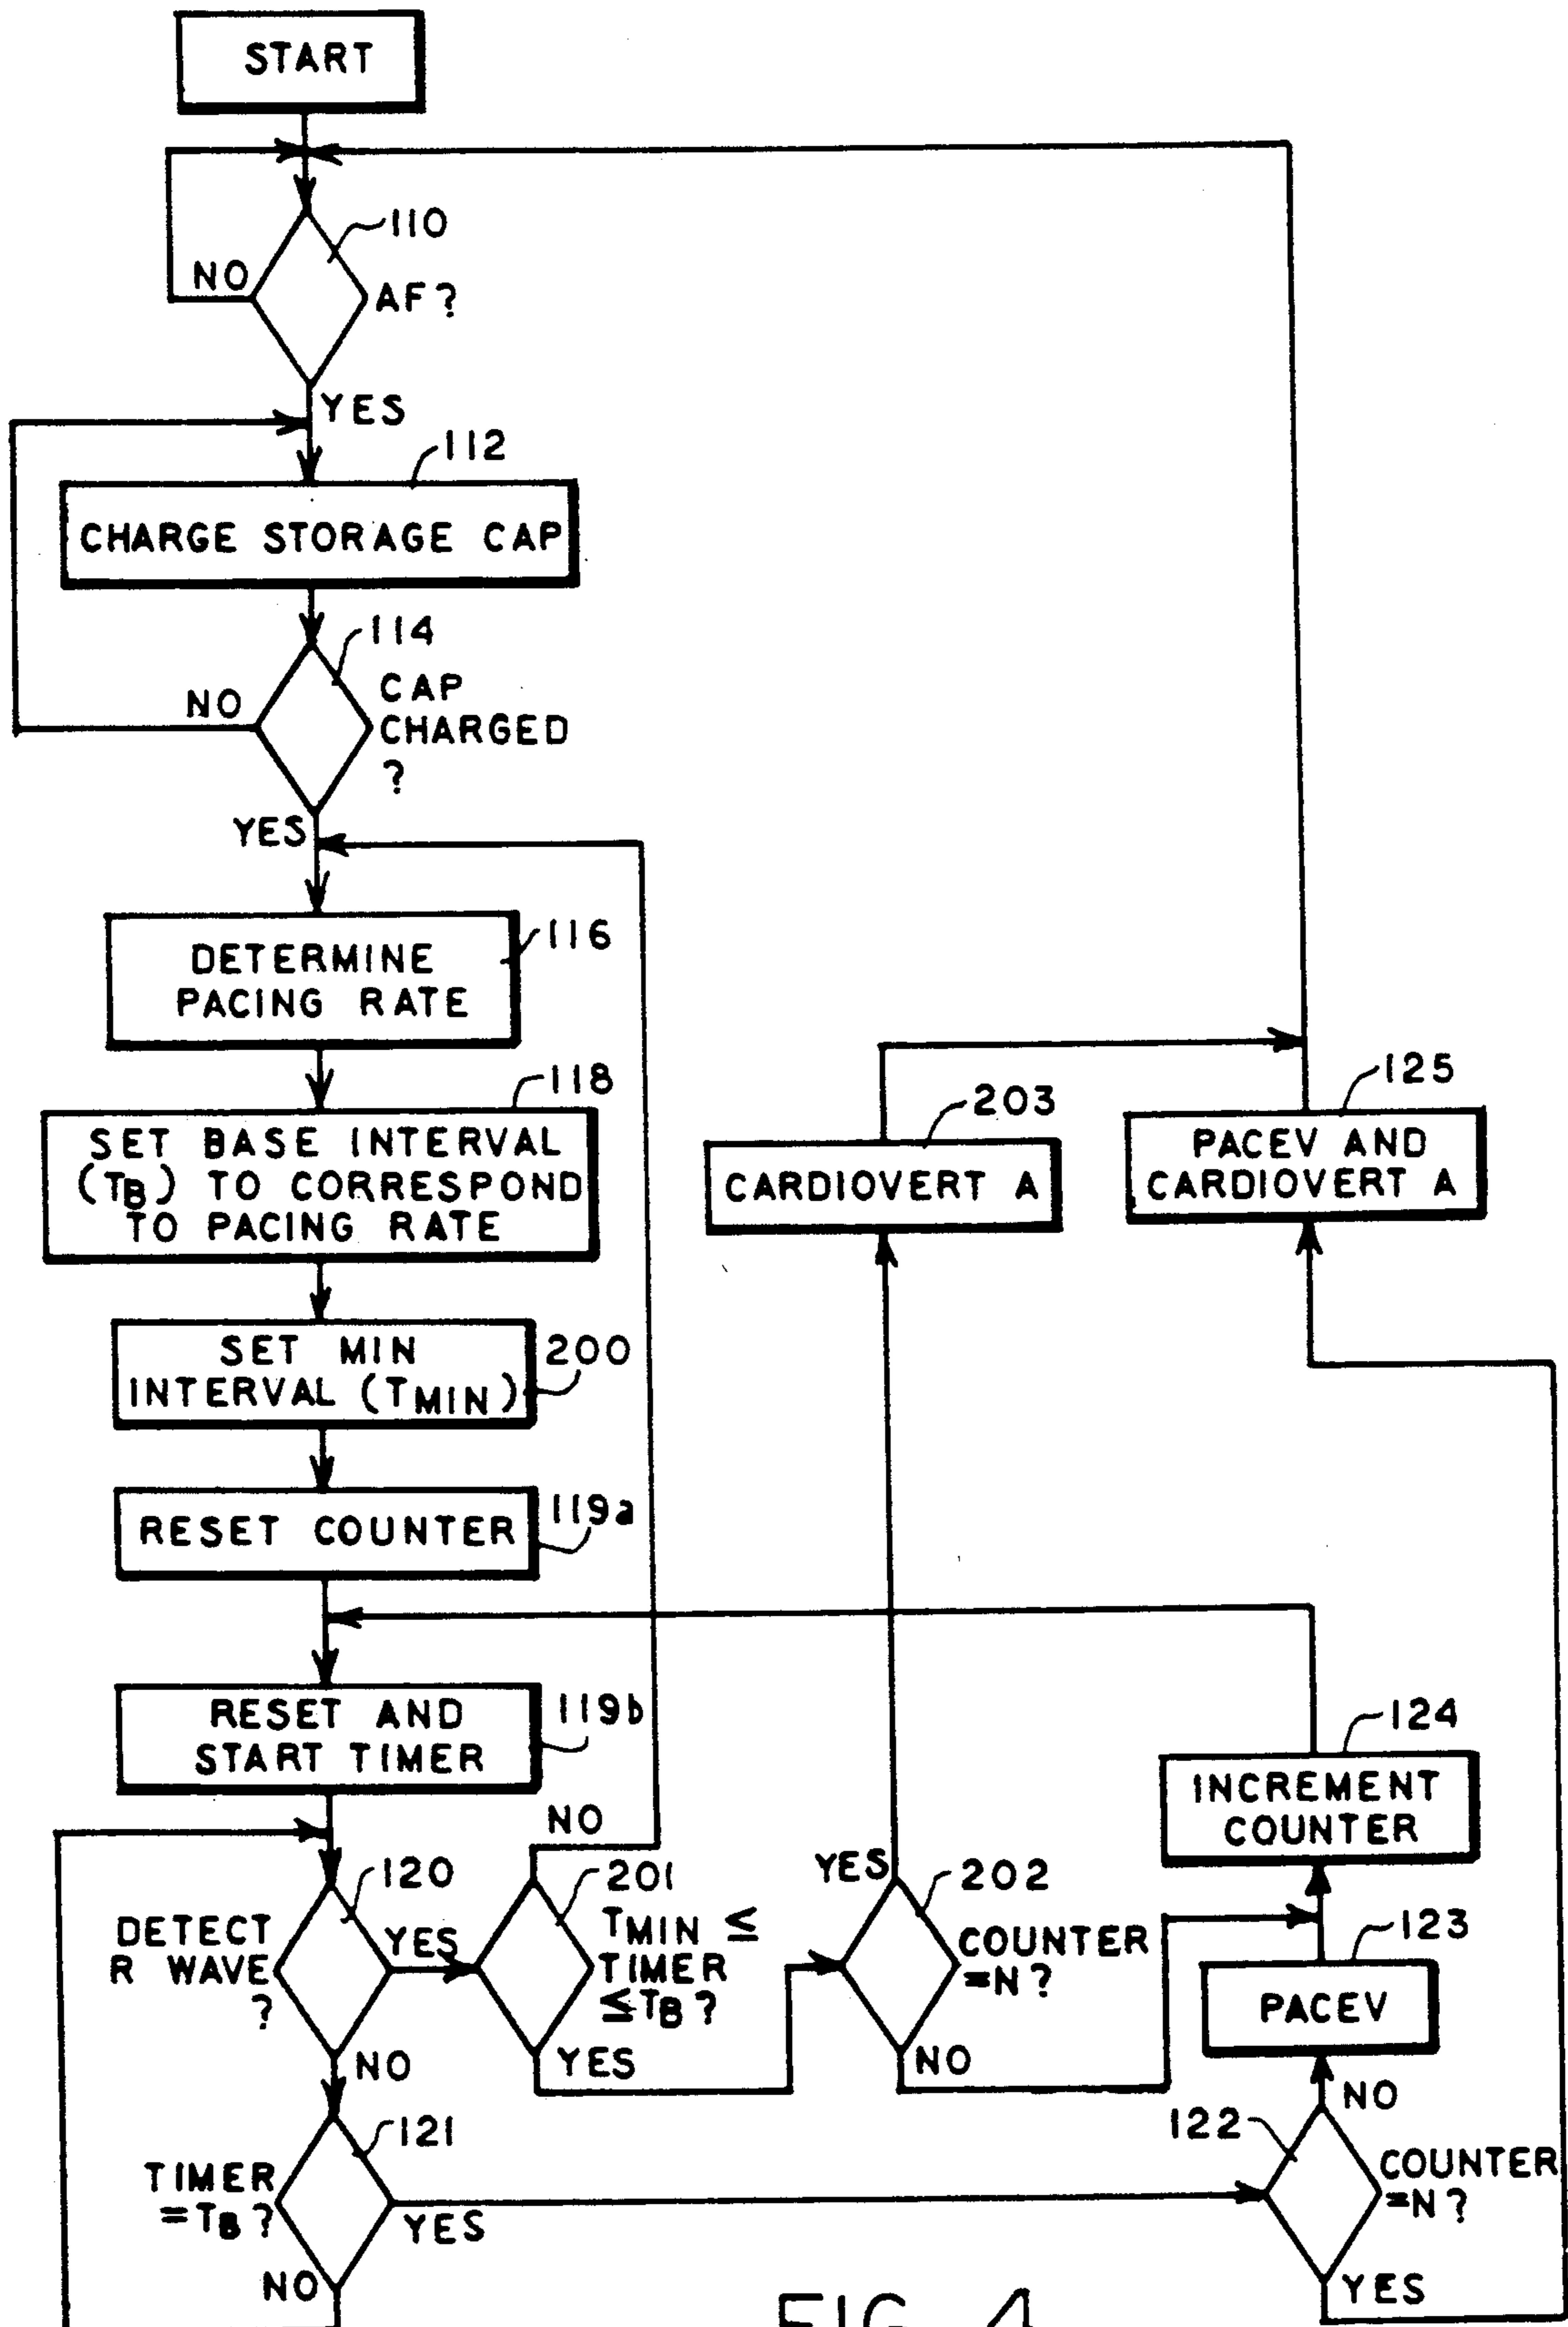 START
110
NO
AF?
YES
112
CHARGE STORAGE CAP
114
NO
CAP
CHARGED
?
YES
116
DETERMINE
PACING RATE
118
SET BASE INTERVAL
(TB) TO CORRESPOND
TO PACING RATE
203
CARDIOVERT A
125
PACEV AND
CARDIOVERT A
SET MIN
INTERVAL (TMIN)
200
RESET COUNTER
119a
RESET AND
START TIMER
119b
124
INCREMENT
COUNTER
NO
120
DETECT
R WAVE
?
YES
201
TMIN ≤
TIMER
≤TB?
YES
YES
202
COUNTER
=N?
NO
123
PACEV
NO
NO
121
TIMER
=TB?
YES
NO
122
COUNTER
=N?
YES
FIG. 4